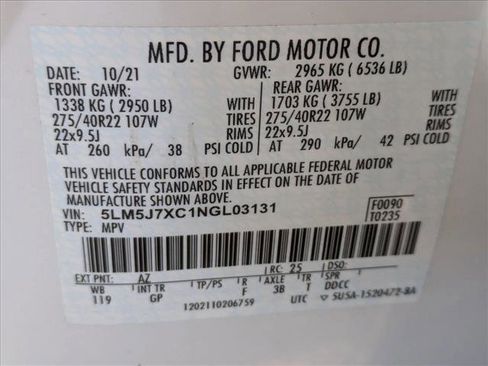 MFD. BY FORD MOTOR CO.
DATE: 10/21 GVWR: 2965 KG ( 6536 LB)
FRONT GAWR: REAR GAWR:
1338 KG ( 2950 LB) WITH 1703 KG ( 3755 LB) WITH
275/40R22 107W TIRES 275/40R22 107W TIRES
22x9.5J RIMS 22x9.5J RIMS
AT 260 kPa/ 38 PSI COLD AT 290 kPa/ 42 PSI COLD
THIS VEHICLE CONFORMS TO ALL APPLICABLE FEDERAL MOTOR
VEHICLE SAFETY STANDARDS IN EFFECT ON THE DATE OF
MANUFACTURE SHOWN ABOVE.
VIN: 5LM5J7XC1NGL03131 F0090
TYPE: MPV T0235
EXT PNT: AZ RC: 25 DSO:
WB INT TR TP/PS R AXLE TR SPR
119 GP F 3B T DDCC
1202110206759 UTC 5U5A-1520472-BA